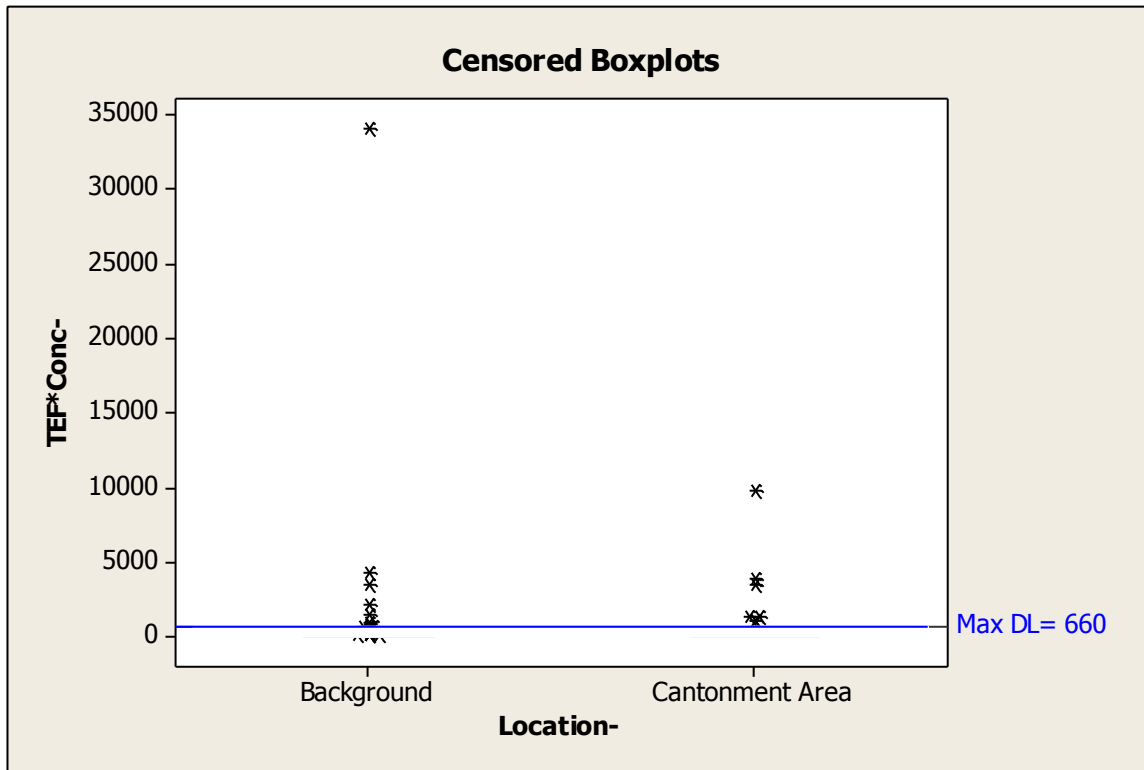 Censored Boxplots
35000
30000
25000
20000
15000
10000
5000
0
TEF*Conc-
Max DL= 660
Background
Cantonment Area
Location-